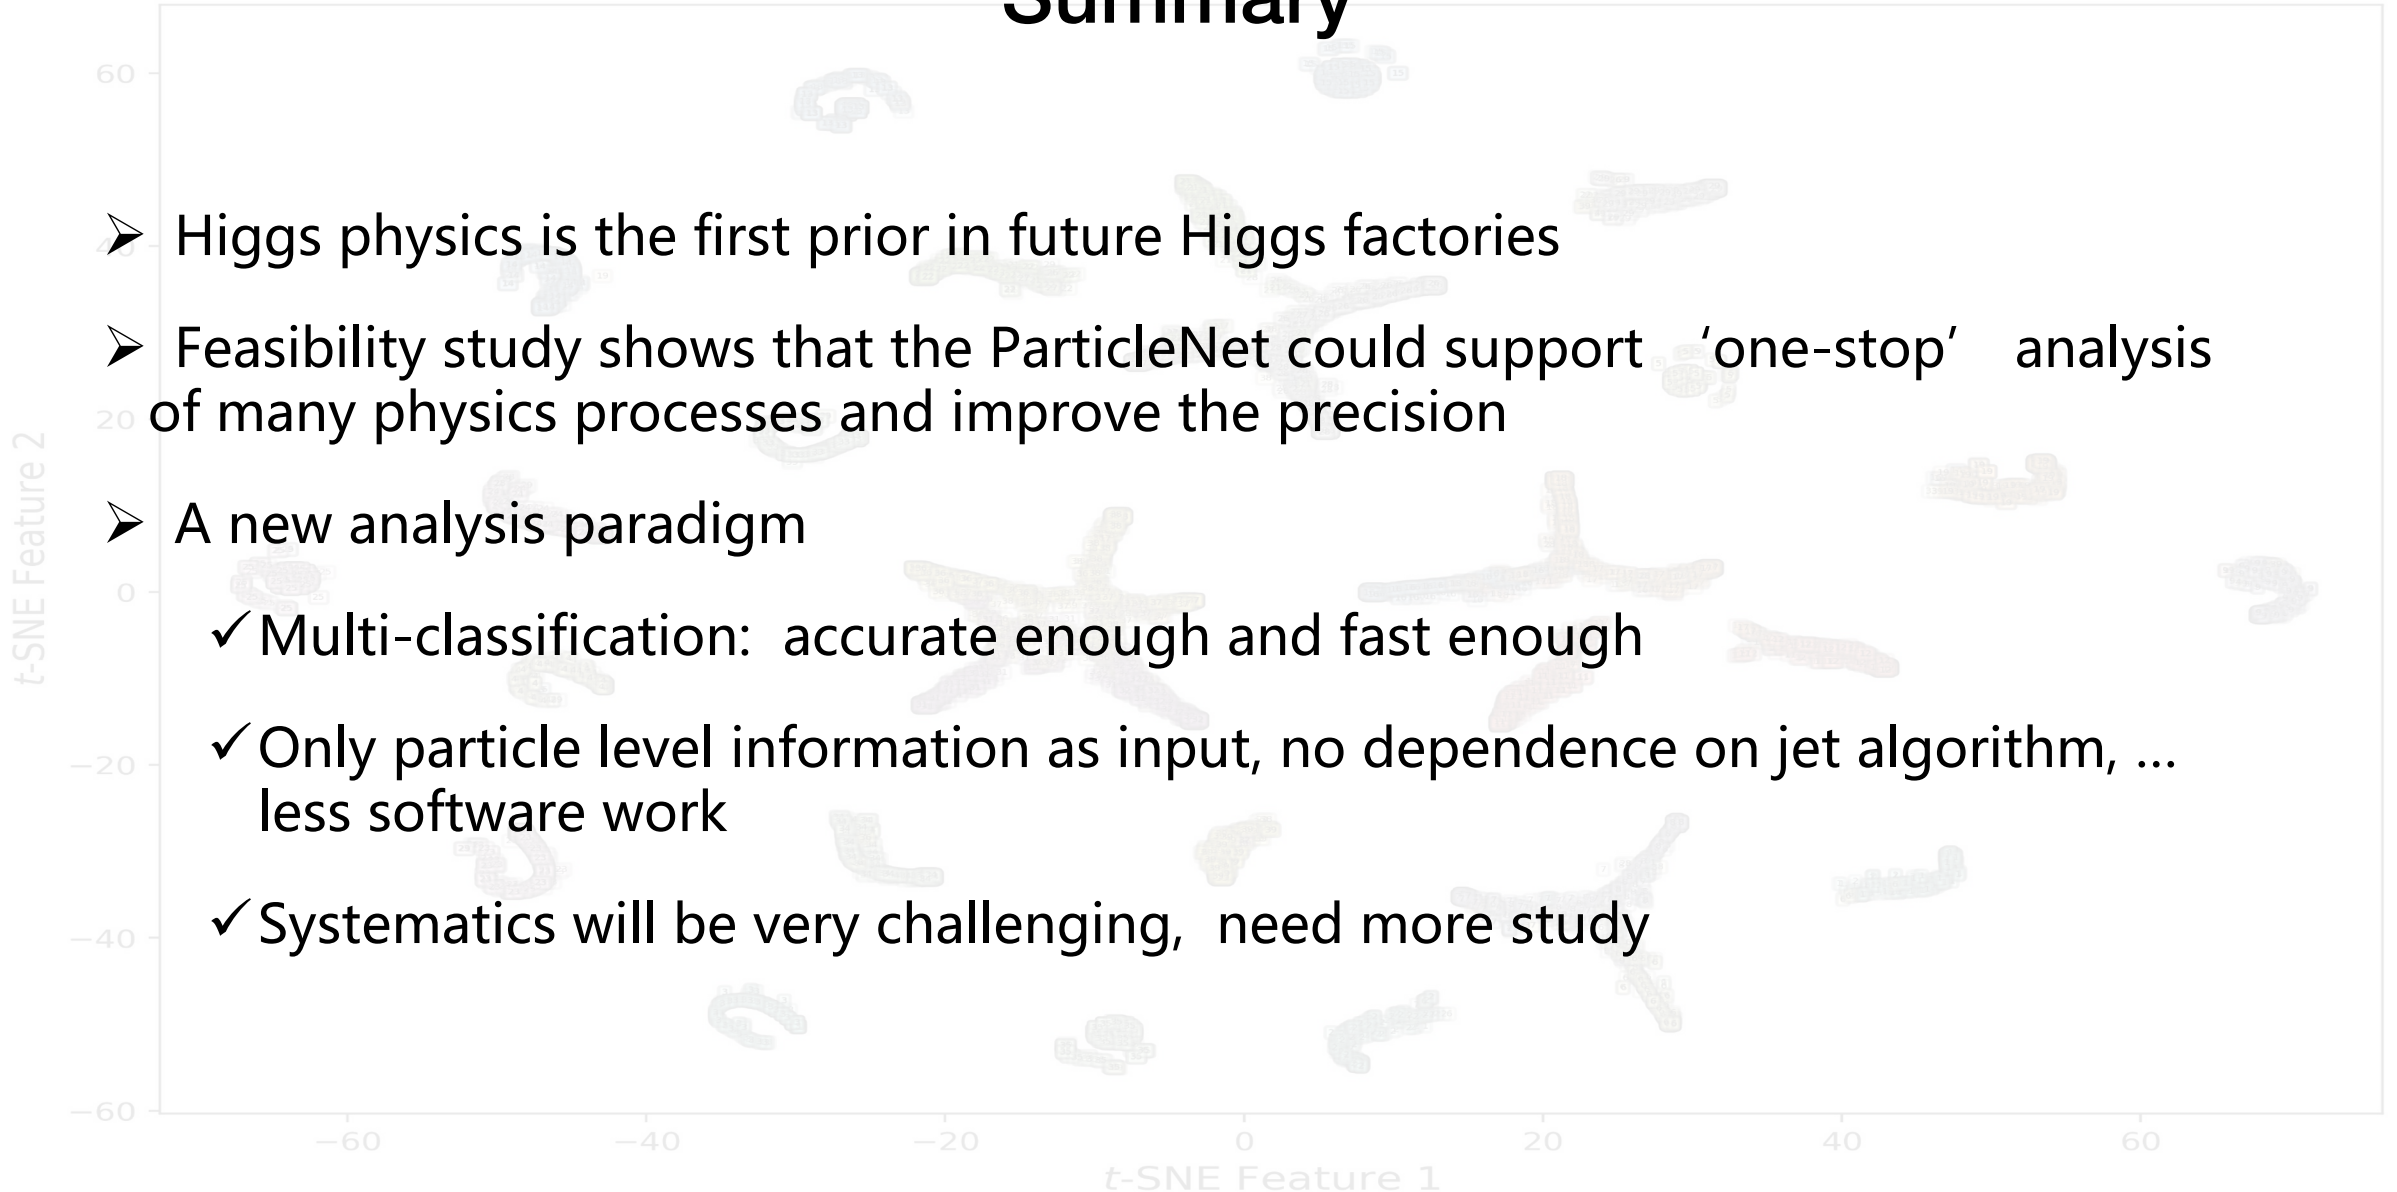 Summary
60
➢ Higgs physics is the first prior in future Higgs factories
40
➢ Feasibility study shows that the ParticleNet could support ‘one-stop’ analysis
of many physics processes and improve the precision
20
t-SNE Feature 2
➢ A new analysis paradigm
0
✓ Multi-classification: accurate enough and fast enough
✓ Only particle level information as input, no dependence on jet algorithm, ...
−20
less software work
✓ Systematics will be very challenging, need more study
−40
−60
−60 −40 −20 0 20 40 60
t-SNE Feature 1